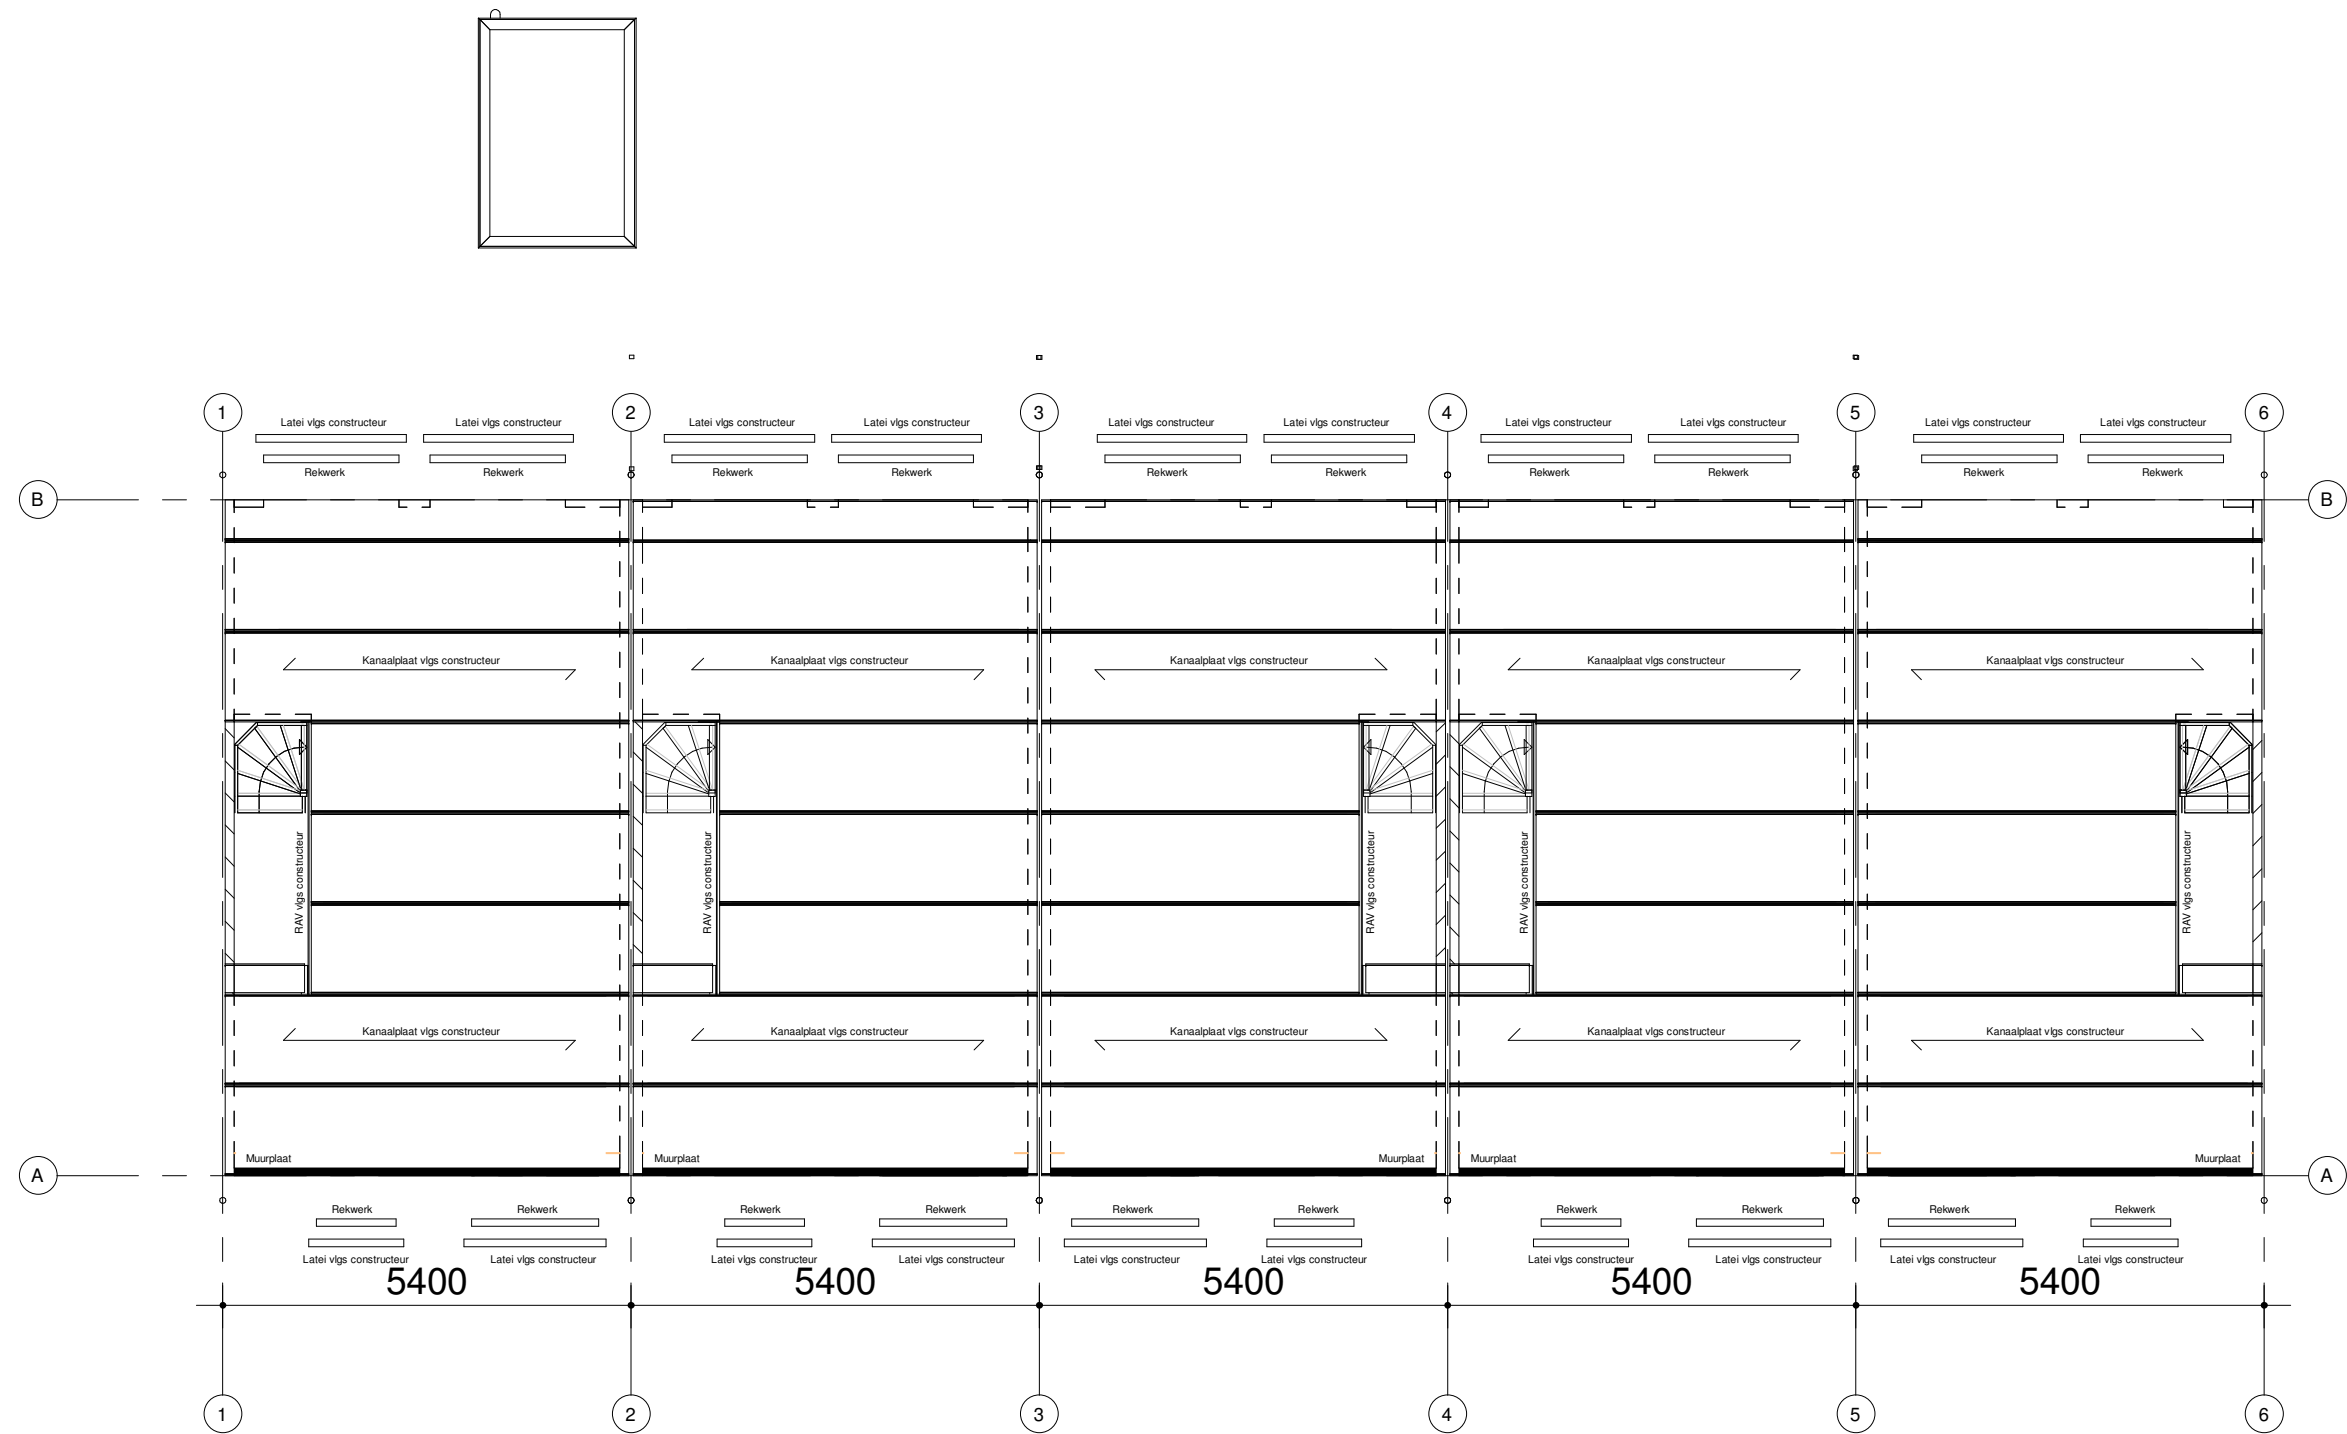 1 2 3 4 5 6
Latei vlgs constructeur Latei vlgs constructeur Latei vlgs constructeur Latei vlgs constructeur Latei vlgs constructeur Latei vlgs constructeur Latei vlgs constructeur Latei vlgs constructeur Latei vlgs constructeur Latei vlgs constructeur
Rekwerk Rekwerk Rekwerk Rekwerk Rekwerk Rekwerk Rekwerk Rekwerk Rekwerk Rekwerk
B B
Kanaalplaat vlgs constructeur Kanaalplaat vlgs constructeur Kanaalplaat vlgs constructeur Kanaalplaat vlgs constructeur Kanaalplaat vlgs constructeur
RAV vlgs constructeur RAV vlgs constructeur RAV vlgs constructeur RAV vlgs constructeur RAV vlgs constructeur
Kanaalplaat vlgs constructeur Kanaalplaat vlgs constructeur Kanaalplaat vlgs constructeur Kanaalplaat vlgs constructeur Kanaalplaat vlgs constructeur
Muurplaat Muurplaat Muurplaat Muurplaat Muurplaat
A A
Rekwerk Rekwerk Rekwerk Rekwerk Rekwerk Rekwerk Rekwerk Rekwerk Rekwerk Rekwerk
Latei vlgs constructeur Latei vlgs constructeur Latei vlgs constructeur Latei vlgs constructeur Latei vlgs constructeur Latei vlgs constructeur Latei vlgs constructeur Latei vlgs constructeur Latei vlgs constructeur Latei vlgs constructeur
5400 5400 5400 5400 5400
1 2 3 4 5 6